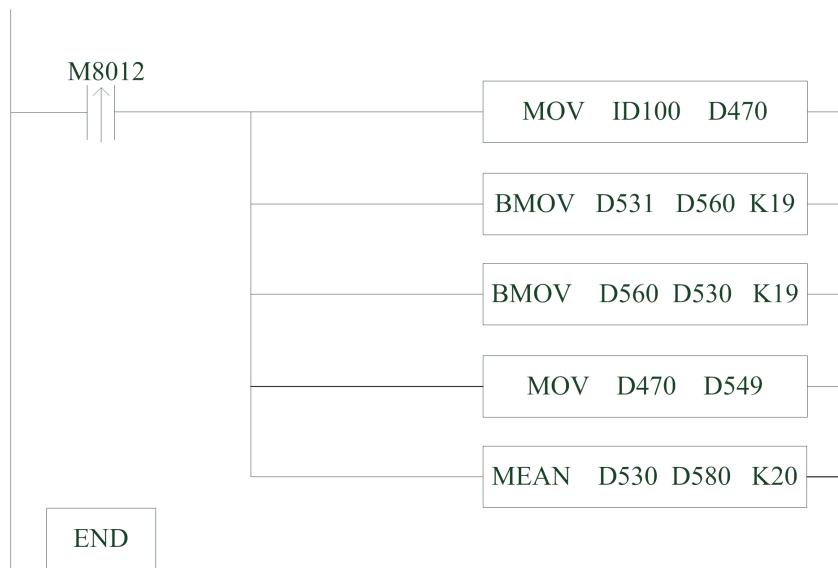 M8012
MOV ID100 D470
BMOV D531 D560 K19
BMOV D560 D530 K19
MOV D470 D549
MEAN D530 D580 K20
END